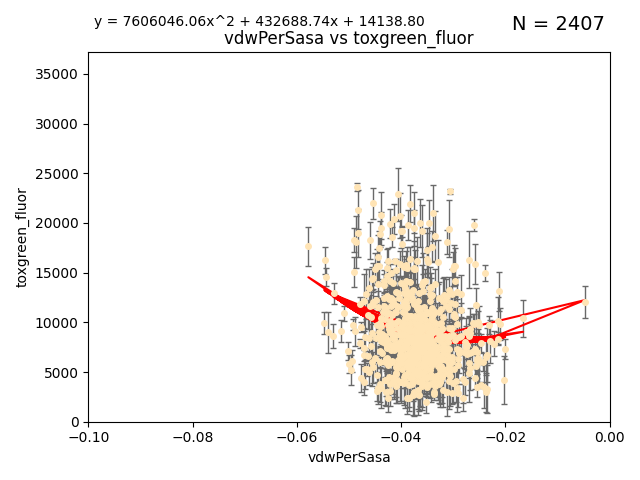 y = 7606046.06x^2 + 432688.74x + 14138.80
N = 2407
vdwPerSasa vs toxgreen_fluor
35000
30000
25000
20000
15000
10000
5000
0
toxgreen_fluor
−0.10
−0.08
−0.06
−0.04
−0.02
0.00
vdwPerSasa